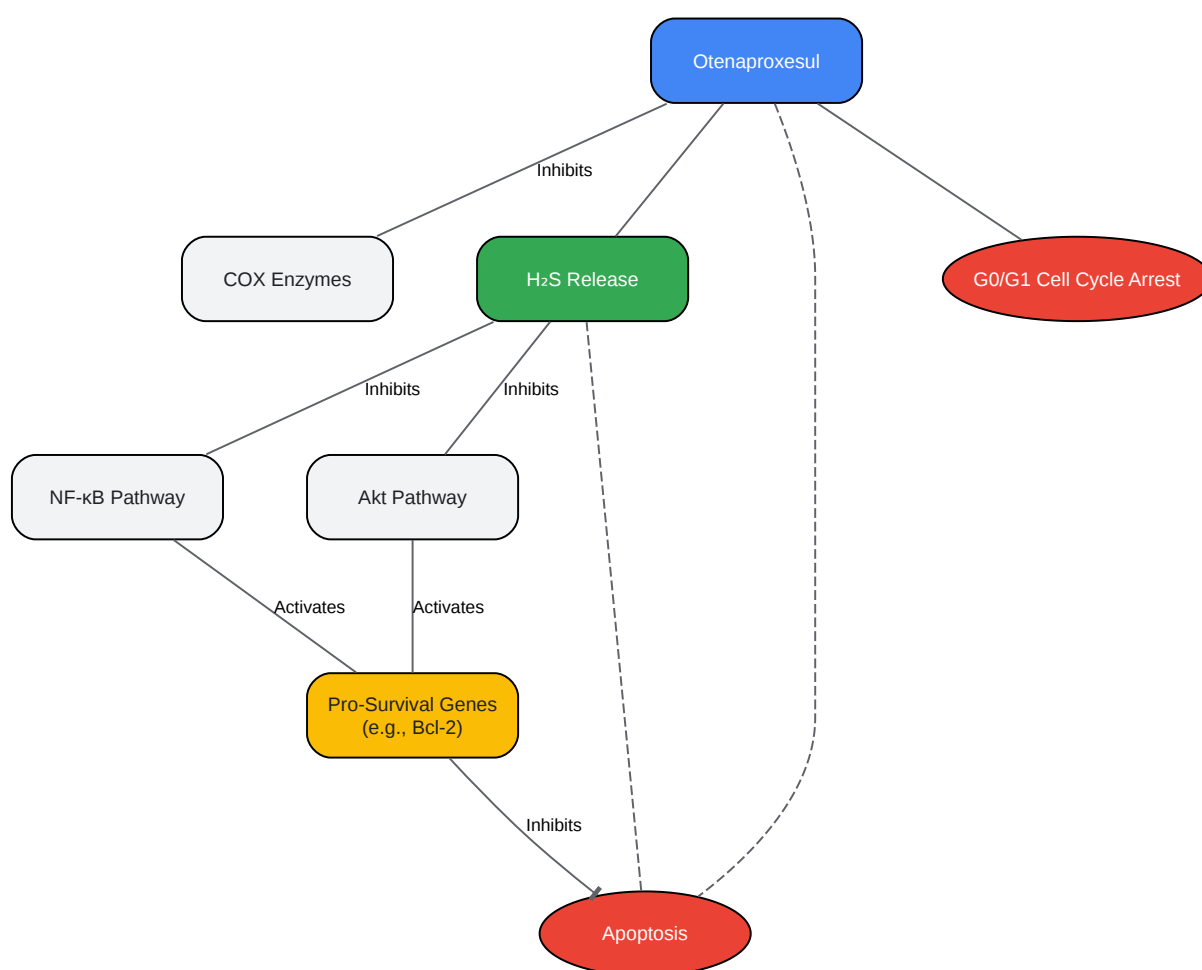 Otenaproxesul
Inhibits
COX Enzymes
H₂S Release
G0/G1 Cell Cycle Arrest
Inhibits
Inhibits
NF-κB Pathway
Akt Pathway
Activates
Activates
Pro-Survival Genes
(e.g., Bcl-2)
Inhibits
Apoptosis